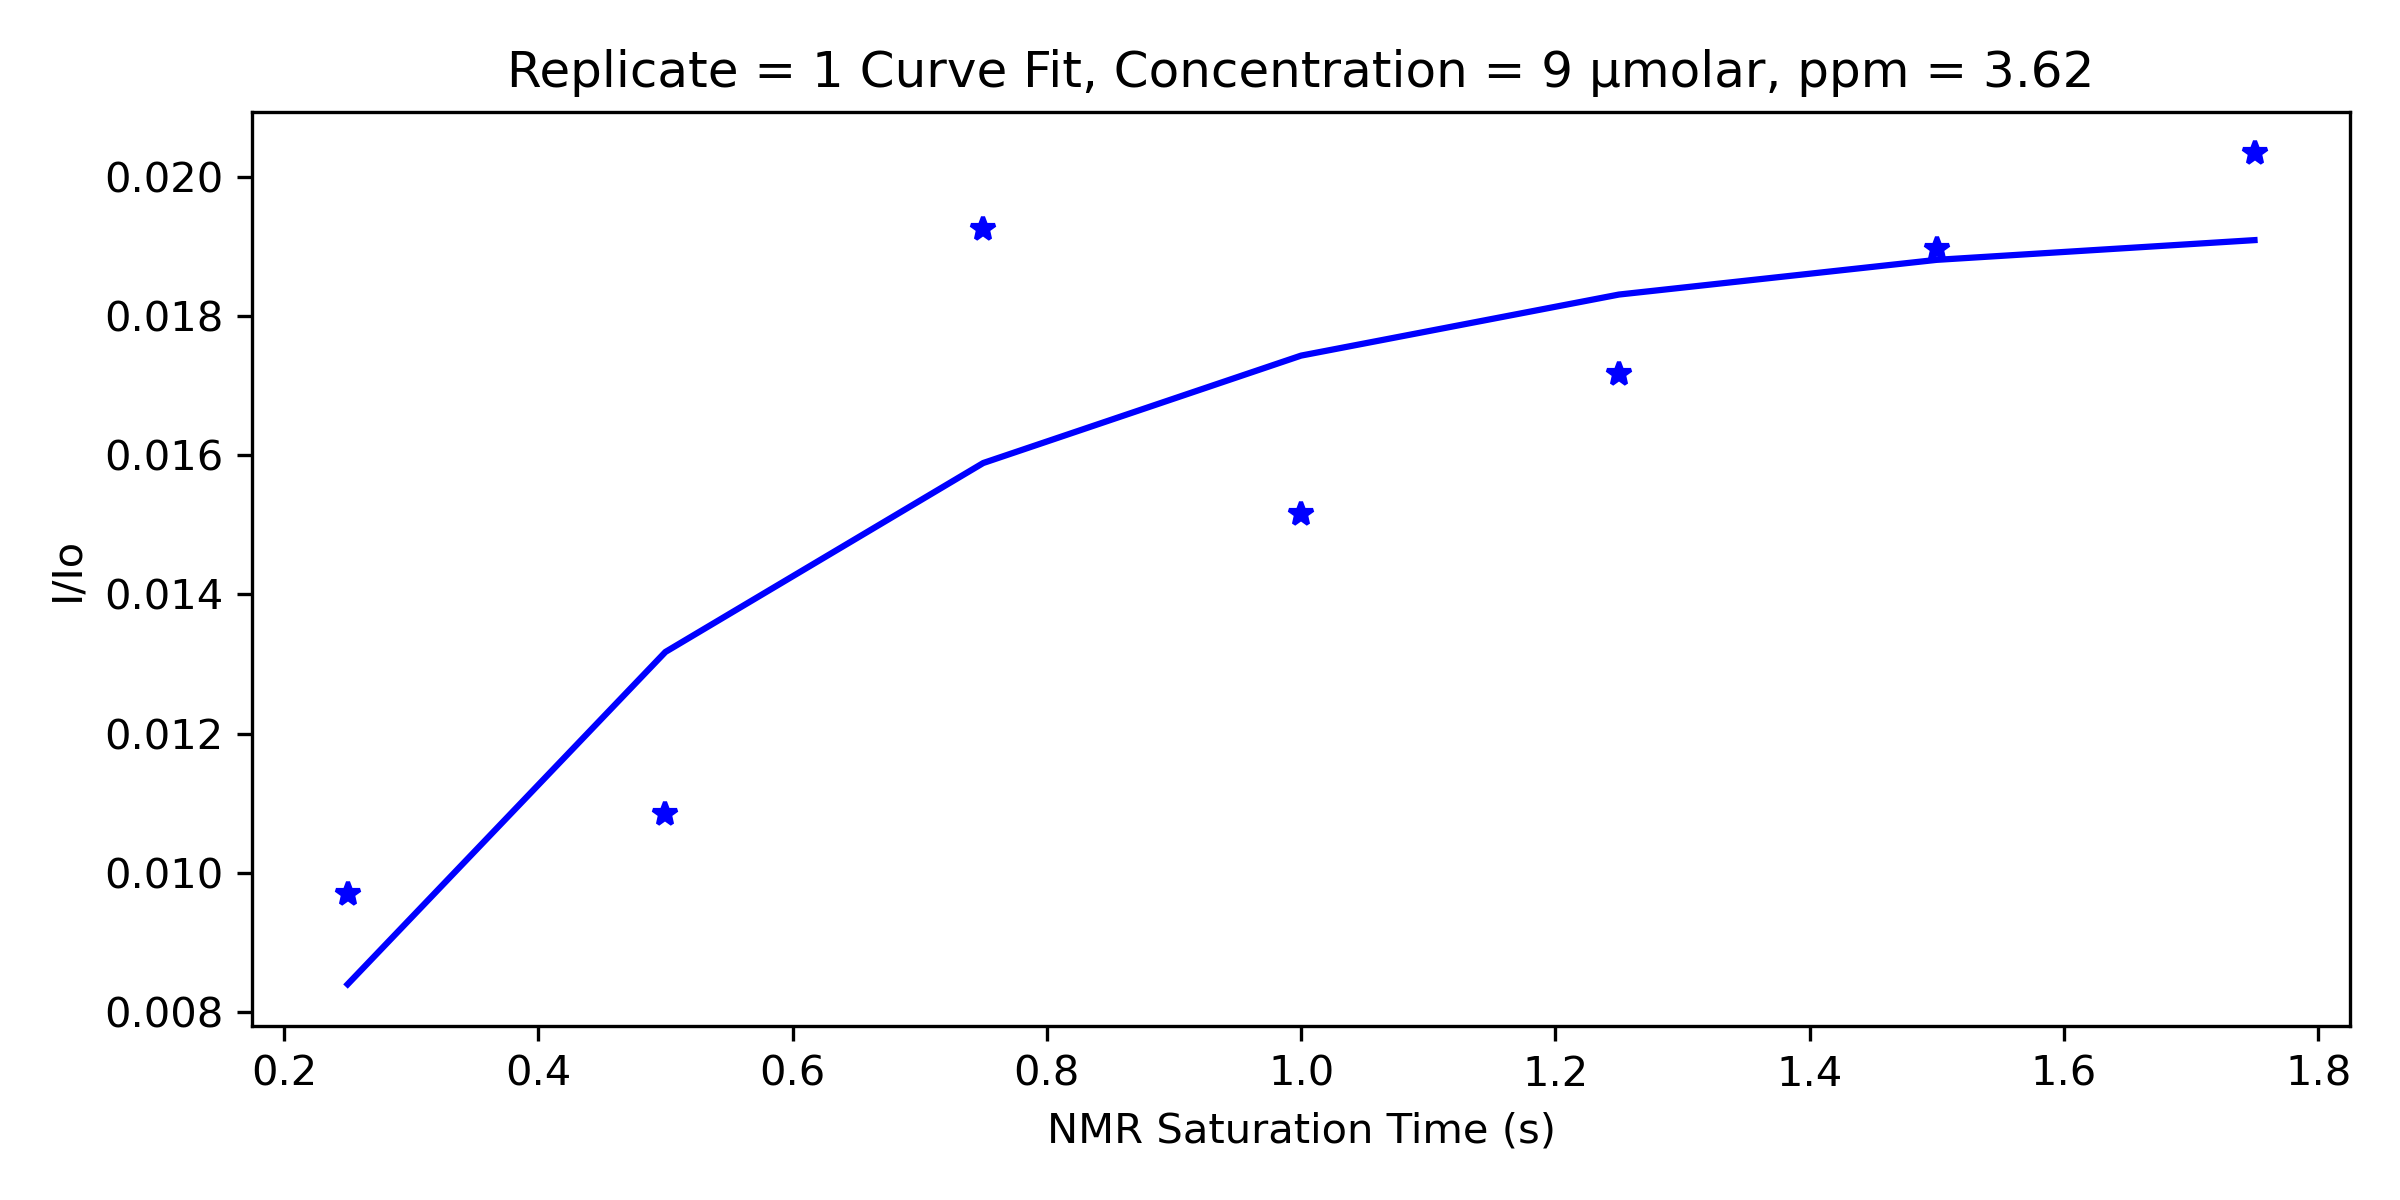 Replicate = 1 Curve Fit, Concentration = 9 μmolar, ppm = 3.62
0.020
0.018
0.016
0.014
0.012
0.010
0.008
I/Io
0.2 0.4 0.6 0.8 1.0 1.2 1.4 1.6 1.8
NMR Saturation Time (s)